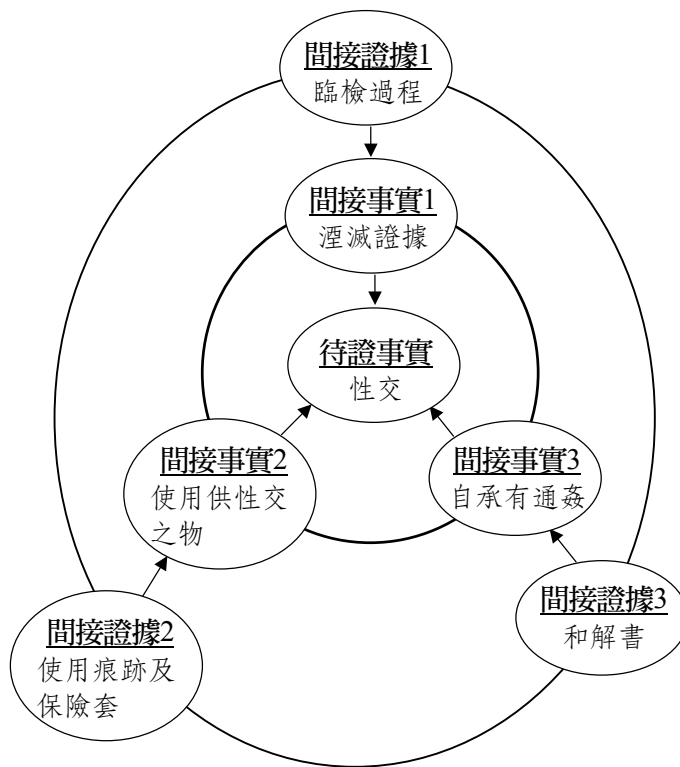 間接證據1
臨檢過程
間接事實1
湮滅證據
待證事實
性交
間接事實2
使用供性交
之物
間接事實3
自承有通姦
間接證據2
使用痕跡及
保險套
間接證據3
和解書